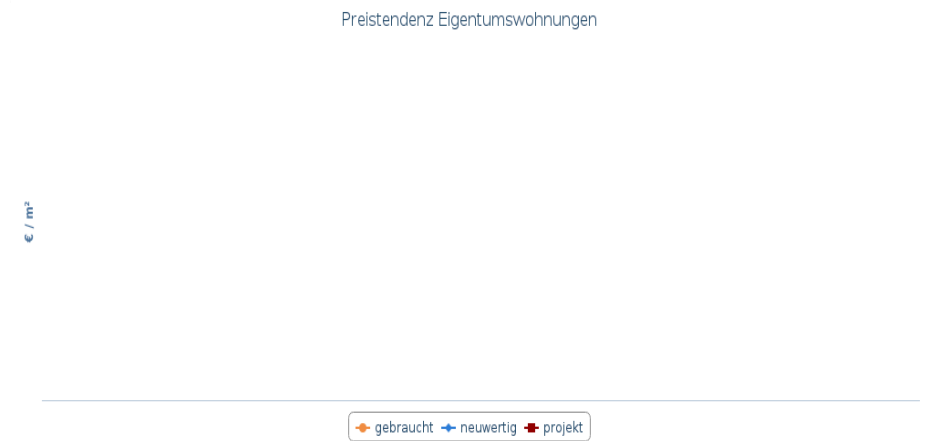 Preistendenz Eigentumswohnungen
€ / m²
gebraucht neuwertig projekt